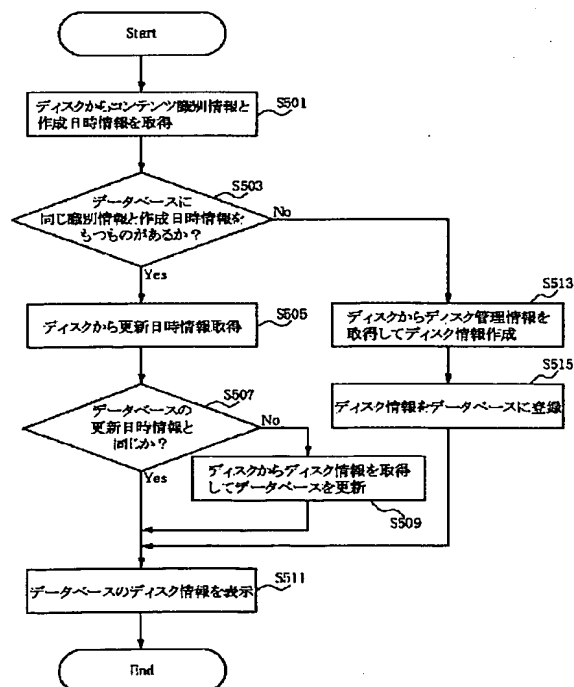 Start
ディスクからコンテンツ識別情報と
作成日時情報を取得
S501
データベースに
同じ識別情報と作成日時情報を
もつものがあるか？
S503
No
Yes
ディスクから更新日時情報取得
S505
ディスクからディスク管理情報を
取得してディスク情報作成
S513
データベースの
更新日時情報と
同じか？
S507
No
Yes
ディスク情報をデータベースに登録
S515
ディスクからディスク情報を取得
してデータベースを更新
S509
データベースのディスク情報を表示
S511
End